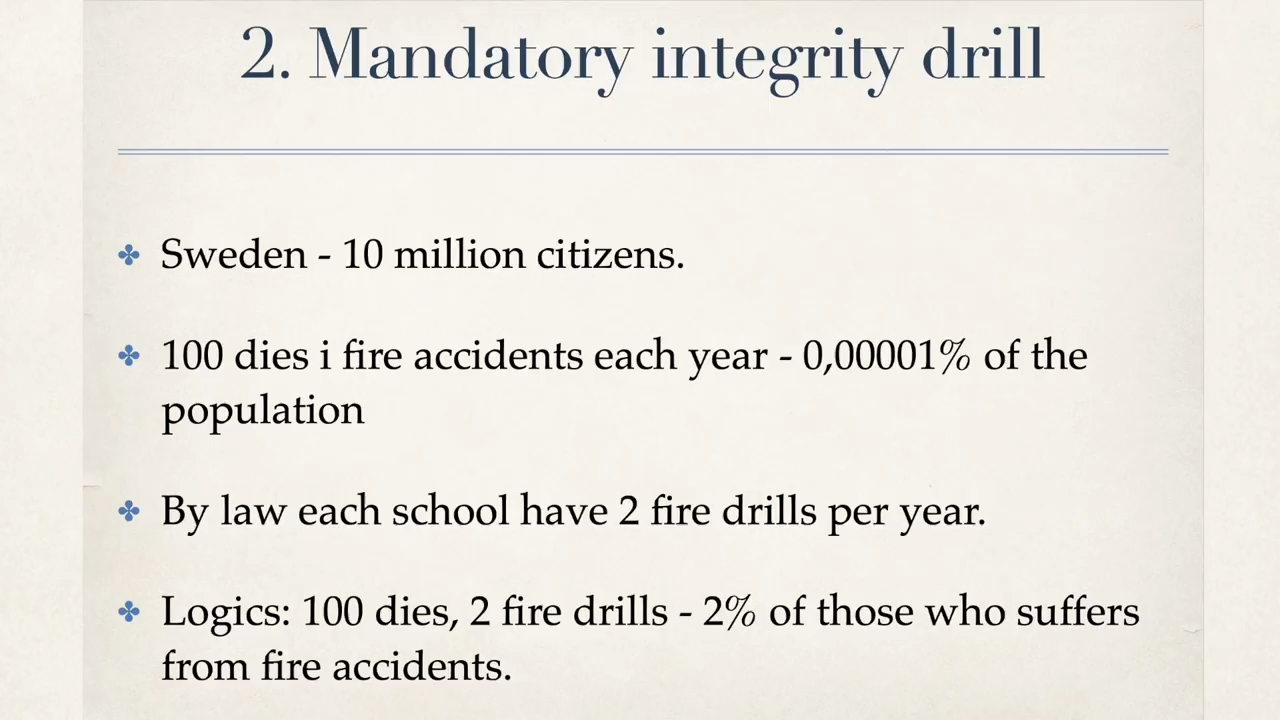 2. Mandatory integrity drill
Sweden - 10 million citizens.
100 dies i fire accidents each year - 0,00001% of the
population
By law each school have 2 fire drills per year.
Logics: 100 dies, 2 fire drills - 2% of those who suffers
from fire accidents.